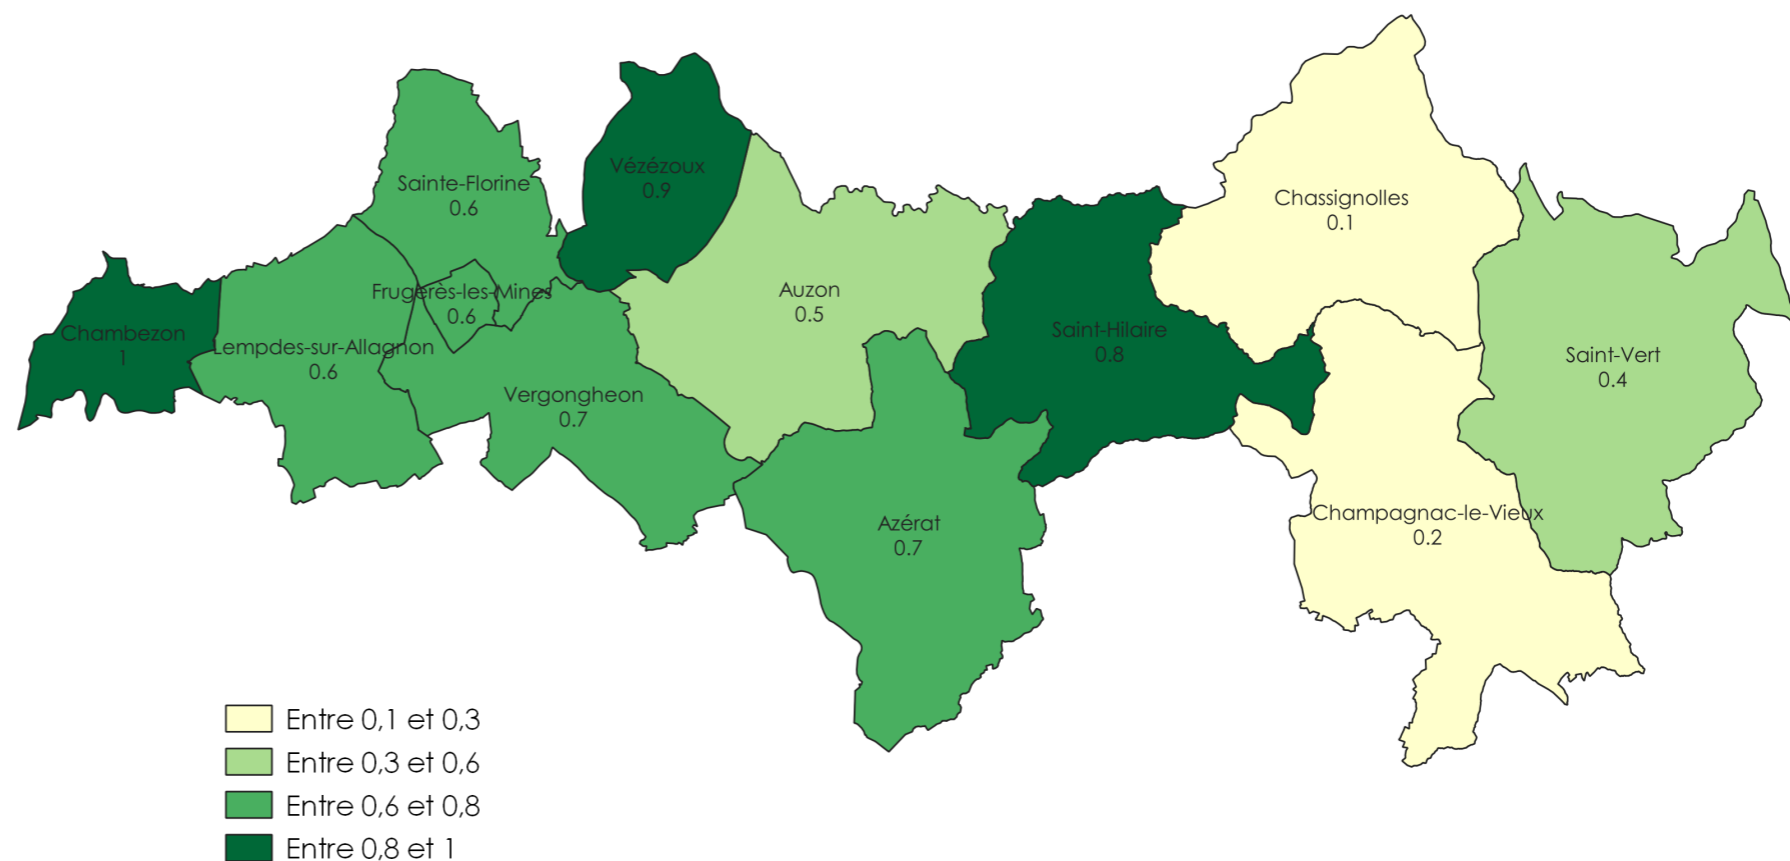 Vézézoux
0.9
Sainte-Florine
0.6
Chassignolles
0.1
Frugerès-les-Mines
0.6
Auzon
0.5
Chambezon
1
Lempdes-sur-Allagnon
0.6
Saint-Hilaire
0.8
Saint-Vert
0.4
Vergongheon
0.7
Azérat
0.7
Champagnac-le-Vieux
0.2
Entre 0,1 et 0,3
Entre 0,3 et 0,6
Entre 0,6 et 0,8
Entre 0,8 et 1